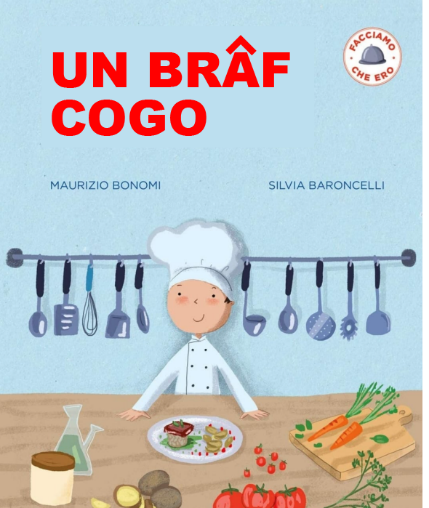 FACCIAMO
CHE ERO
UN BRÂF
COGO
MAURIZIO BONOMI
SILVIA BARONCELLI